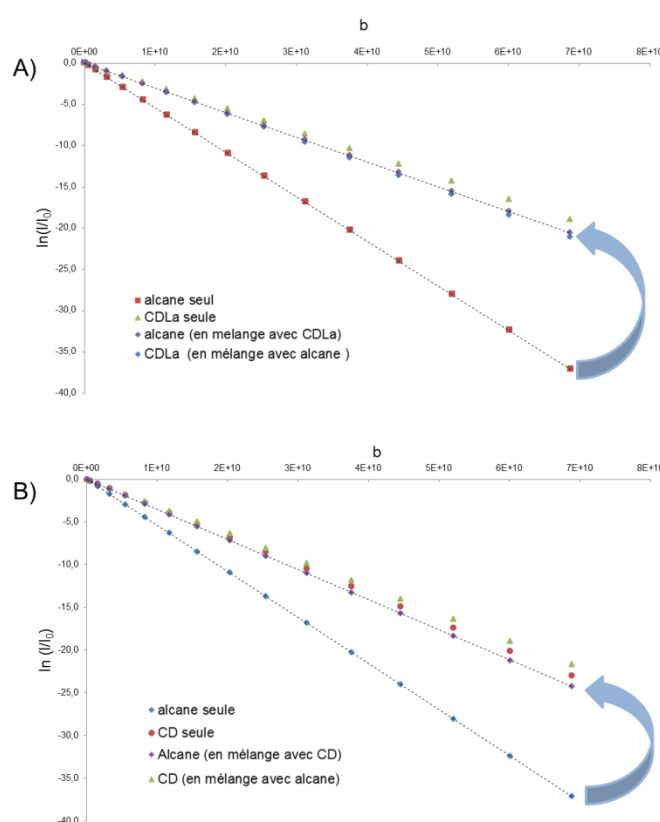 b
0E+00 1E+10 2E+10 3E+10 4E+10 5E+10 6E+10 7E+10 8E+10
A)
0,0
-5,0
-10,0
-15,0
-20,0
-25,0
-30,0
-35,0
-40,0
ln(I/I0)
alcane seul
CDLa seule
alcane (en melange avec CDLa)
CDLa (en mélange avec alcane )
b
0E+00 1E+10 2E+10 3E+10 4E+10 5E+10 6E+10 7E+10 8E+10
B)
0,0
-5,0
-10,0
-15,0
-20,0
-25,0
-30,0
-35,0
-40,0
ln (I/I0)
alcane seule
CD seule
Alcane (en mélange avec CD)
CD (en mélange avec alcane)